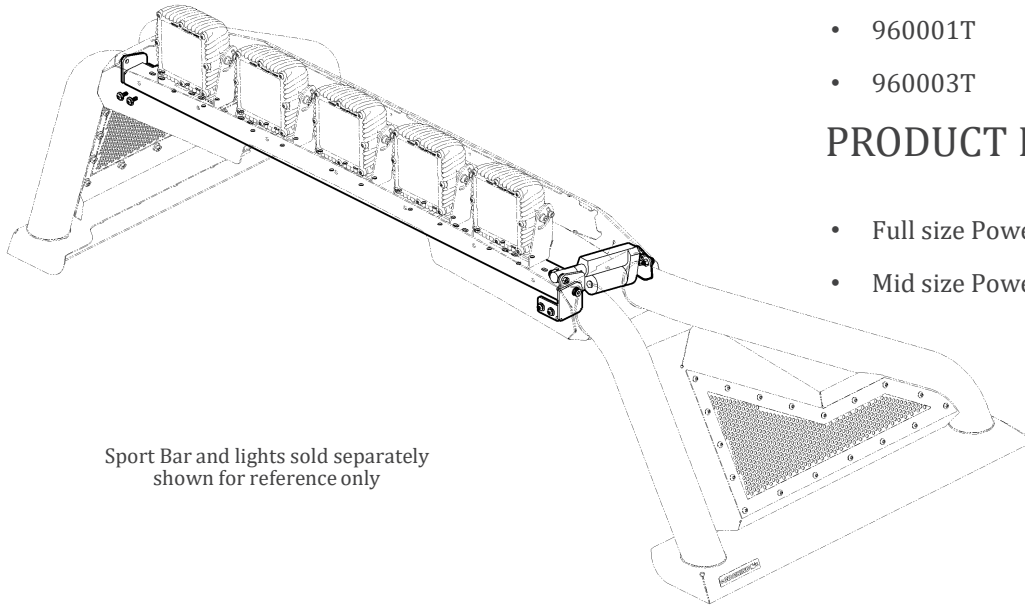 • 960001T
• 960003T
PRODUCT
• Full size Powe
• Mid size Powe
Sport Bar and lights sold separately
shown for reference only